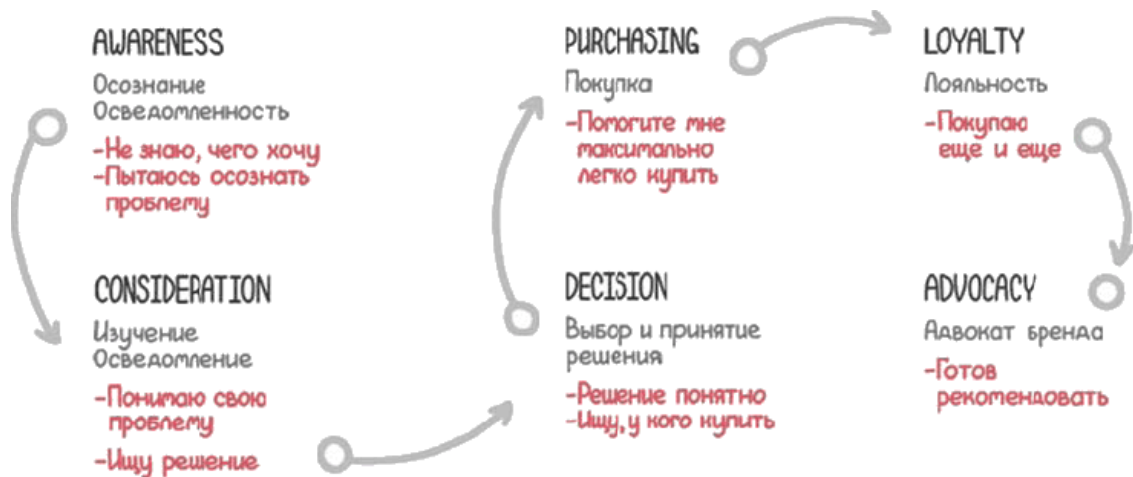 AWARENESS
Осознание
Осведомленность
-Не знаю, чего хочу
-Пытаюсь осознать
проблему
CONSIDERATION
Изучение
Осведомление
-Понимаю свою
проблему
-Ищу решение
DECISION
Выбор и принятие
решения
-Решение понятно
-Ищу, у кого купить
PURCHASING
Покупка
-Помогите мне
максимально
легко купить
LOYALTY
Лояльность
-Покупаю
еще и еще
ADVOCACY
Адвокат бренда
-Готов
рекомендовать